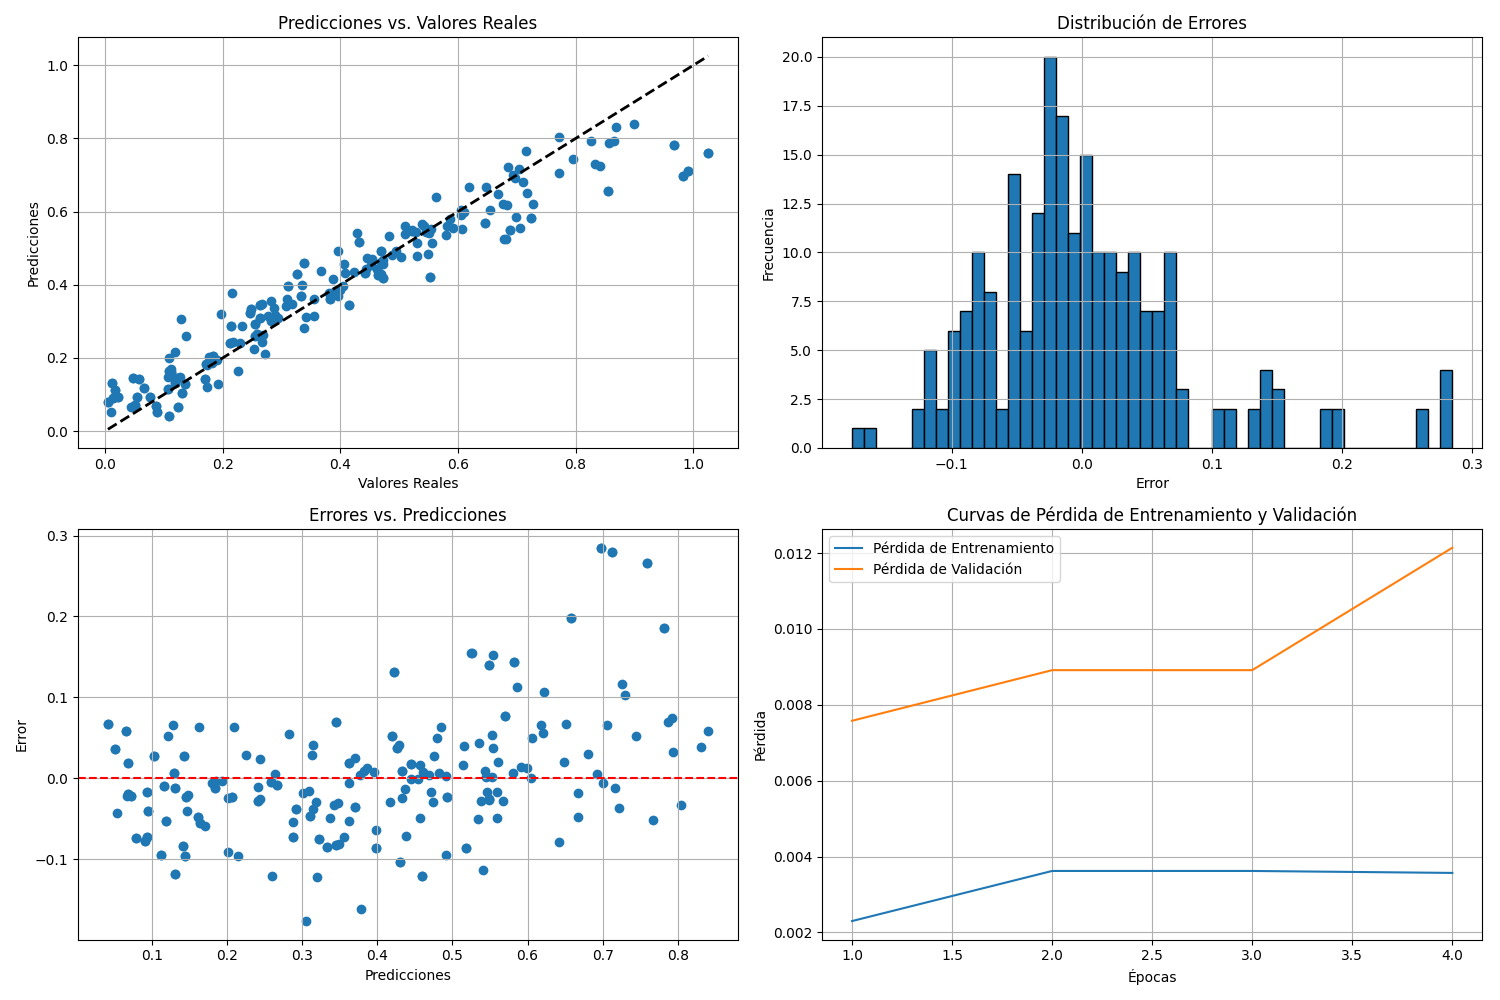 Predicciones vs. Valores Reales
Predicciones
1.0
0.8
0.6
0.4
0.2
0.0
0.0 0.2 0.4 0.6 0.8 1.0
Valores Reales
Distribución de Errores
Frecuencia
20.0
17.5
15.0
12.5
10.0
7.5
5.0
2.5
0.0
−0.1 0.0 0.1 0.2 0.3
Error
Errores vs. Predicciones
Error
0.3
0.2
0.1
0.0
−0.1
0.1 0.2 0.3 0.4 0.5 0.6 0.7 0.8
Predicciones
Curvas de Pérdida de Entrenamiento y Validación
Pérdida de Entrenamiento
Pérdida de Validación
Pérdida
0.012
0.010
0.008
0.006
0.004
0.002
1.0 1.5 2.0 2.5 3.0 3.5 4.0
Épocas